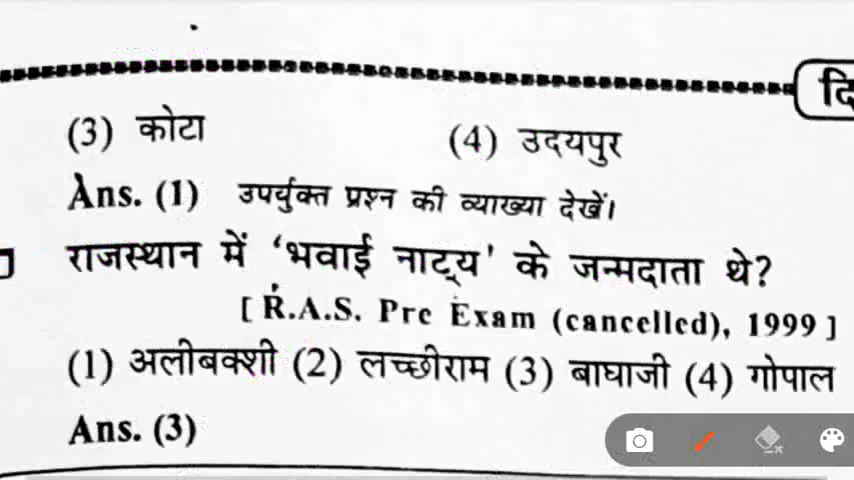 (3) कोटा (4) उदयपुर
Ans. (1) उपर्युक्त प्रश्न की व्याख्या देखें।
राजस्थान में ‘भवाई नाट्य’ के जन्मदाता थे?
[ R.A.S. Pre Exam (cancelled), 1999 ]
(1) अलीबक्शी (2) लच्छीराम (3) बाघाजी (4) गोपाल
Ans. (3)